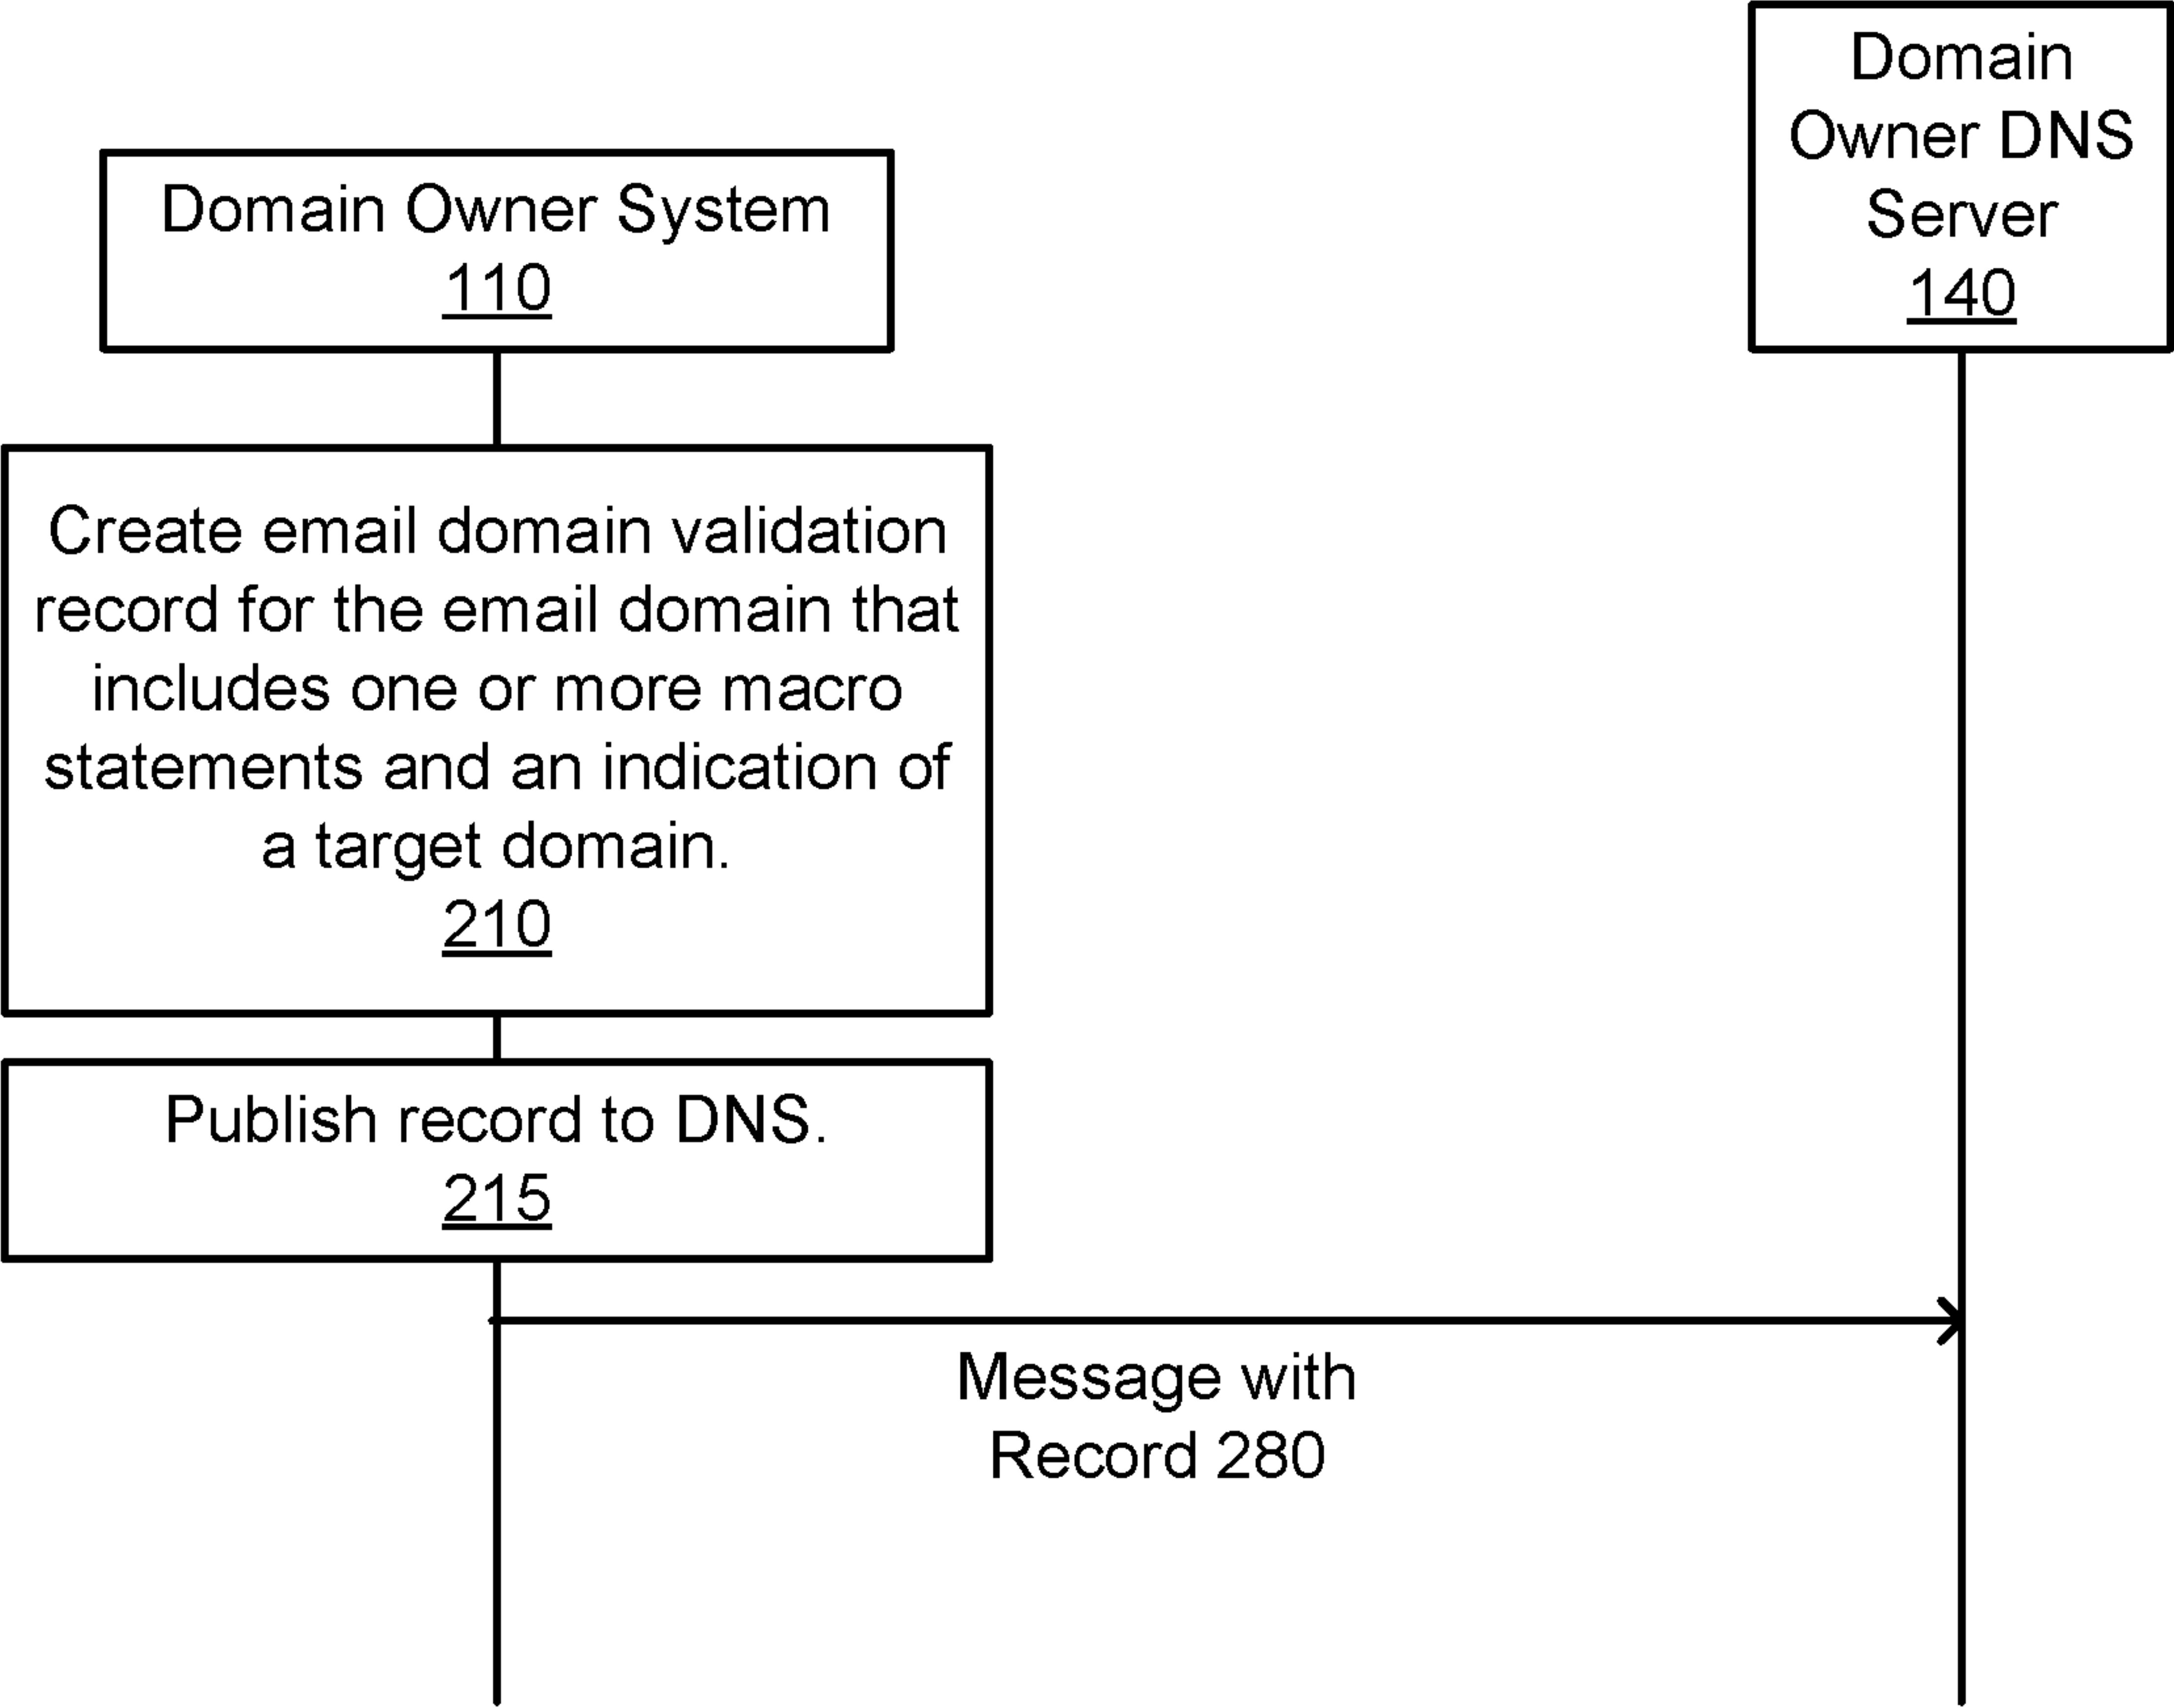 Domain Owner System
110
Domain
Owner DNS
Server
140
Create email domain validation
record for the email domain that
includes one or more macro
statements and an indication of
a target domain.
210
Publish record to DNS.
215
Message with
Record 280